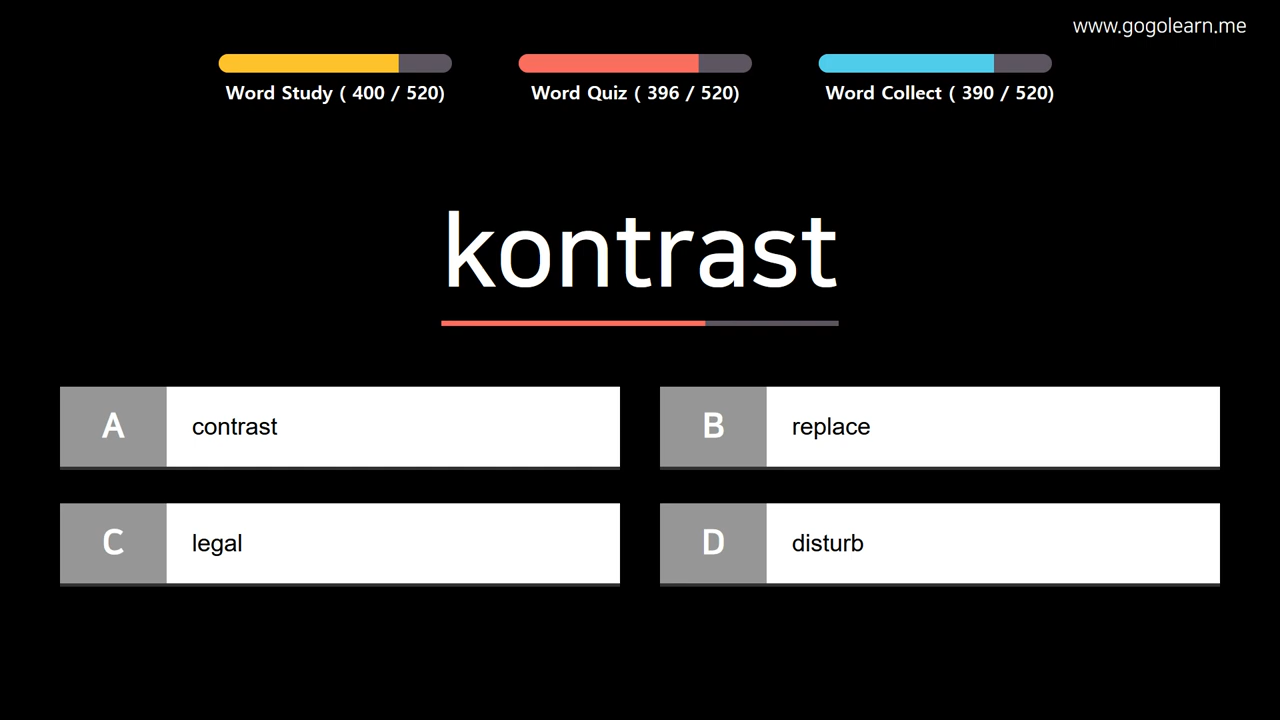 www.gogolearn.me
Word Study ( 400 / 520)
Word Quiz ( 396 / 520)
Word Collect ( 390 / 520)
kontrast
A
contrast
B
replace
C
legal
D
disturb